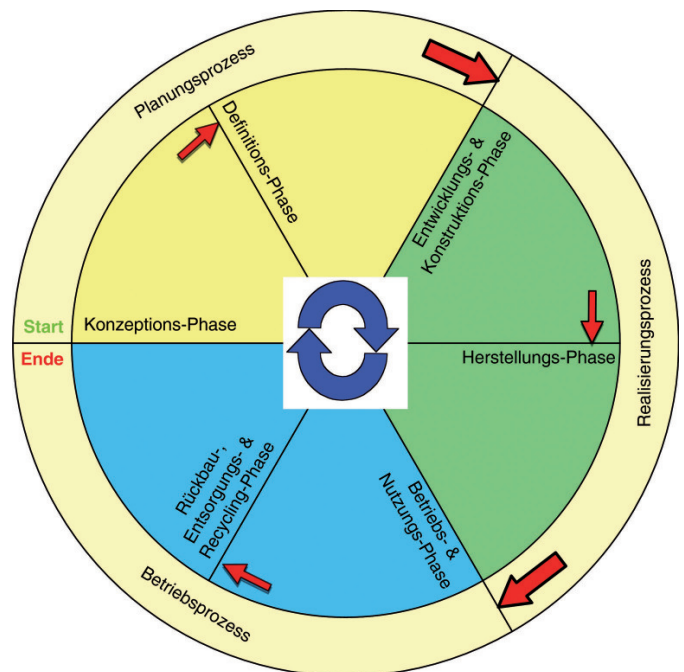 Planungsprozess
Definitions-Phase
Entwicklungs- &
Konstruktions-Phase
Start
Konzeptions-Phase
Ende
Herstellungs-Phase
Realisierungsprozess
Rückbau-,
Entsorgungs- &
Recycling-Phase
Betriebs- &
Nutzungs-Phase
Betriebsprozess